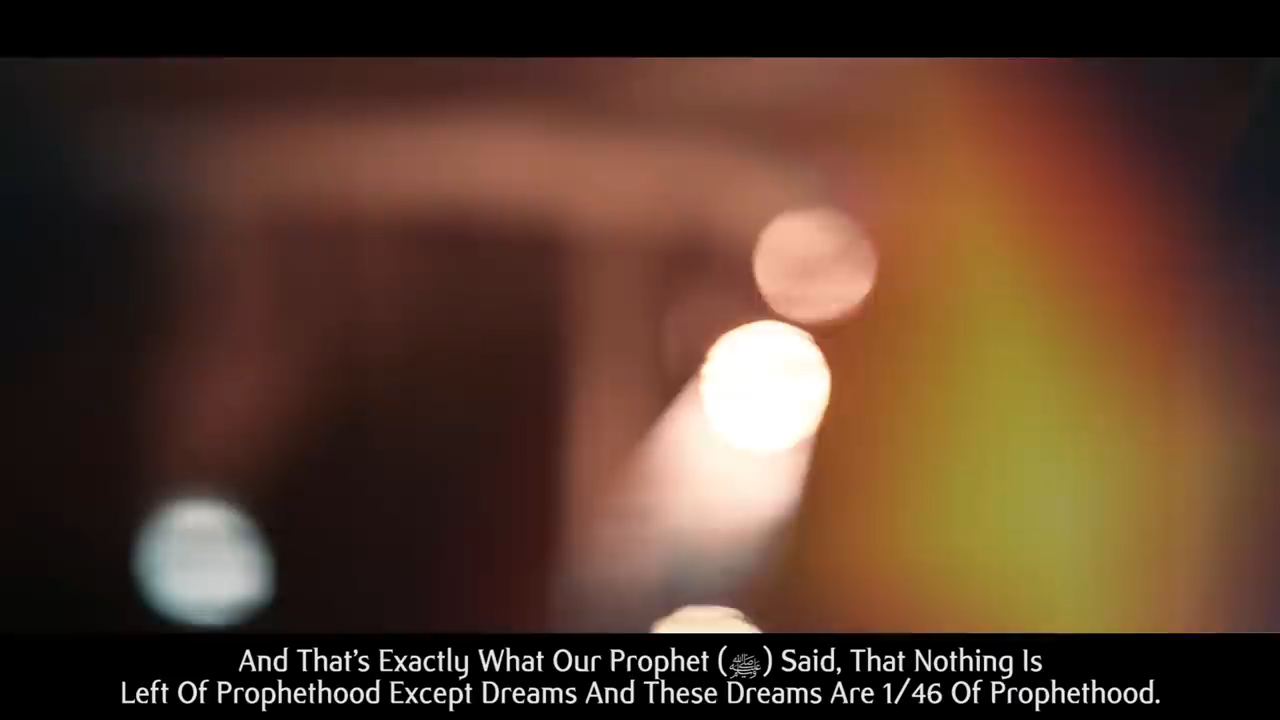 And That's Exactly What Our Prophet (ﷺ) Said, That Nothing Is
Left Of Prophethood Except Dreams And These Dreams Are 1/46 Of Prophethood.